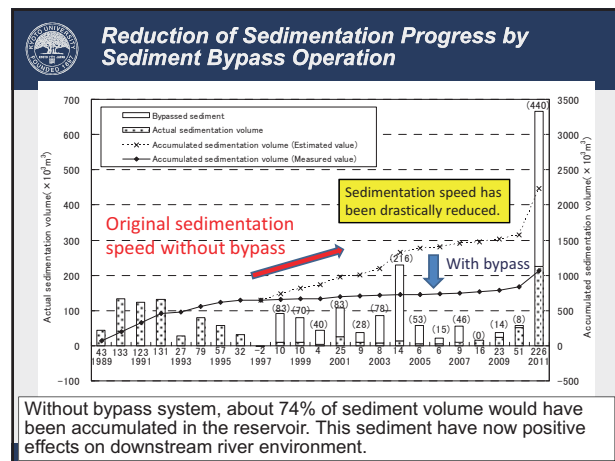 KYOTO UNIVERSITY
FOUNDED 1897
Reduction of Sedimentation Progress by
Sediment Bypass Operation
700 3500
(440)
Bypassed sediment
Actual sedimentation volume
Accumulated sedimentation volume (Estimated value)
Accumulated sedimentation volume (Measured value)
600 3000
500 2500
400 2000
300 1500
200 1000
100 500
0 0
-100 -500
Actual sedimentation volume(×10³m³)
Accumulated sedimentation volume(×10³m³)
Sedimentation speed has
been drastically reduced.
Original sedimentation
speed without bypass
With bypass
(83) (70) (40) (83) (28) (78) (216) (53) (15) (46) (0) (14) (8)
43 133 123 131 27 79 57 32 -2 10 10 4 25 9 8 14 6 6 9 16 23 51 226
1989 1991 1993 1995 1997 1999 2001 2003 2005 2007 2009 2011
Without bypass system, about 74% of sediment volume would have
been accumulated in the reservoir. This sediment have now positive
effects on downstream river environment.